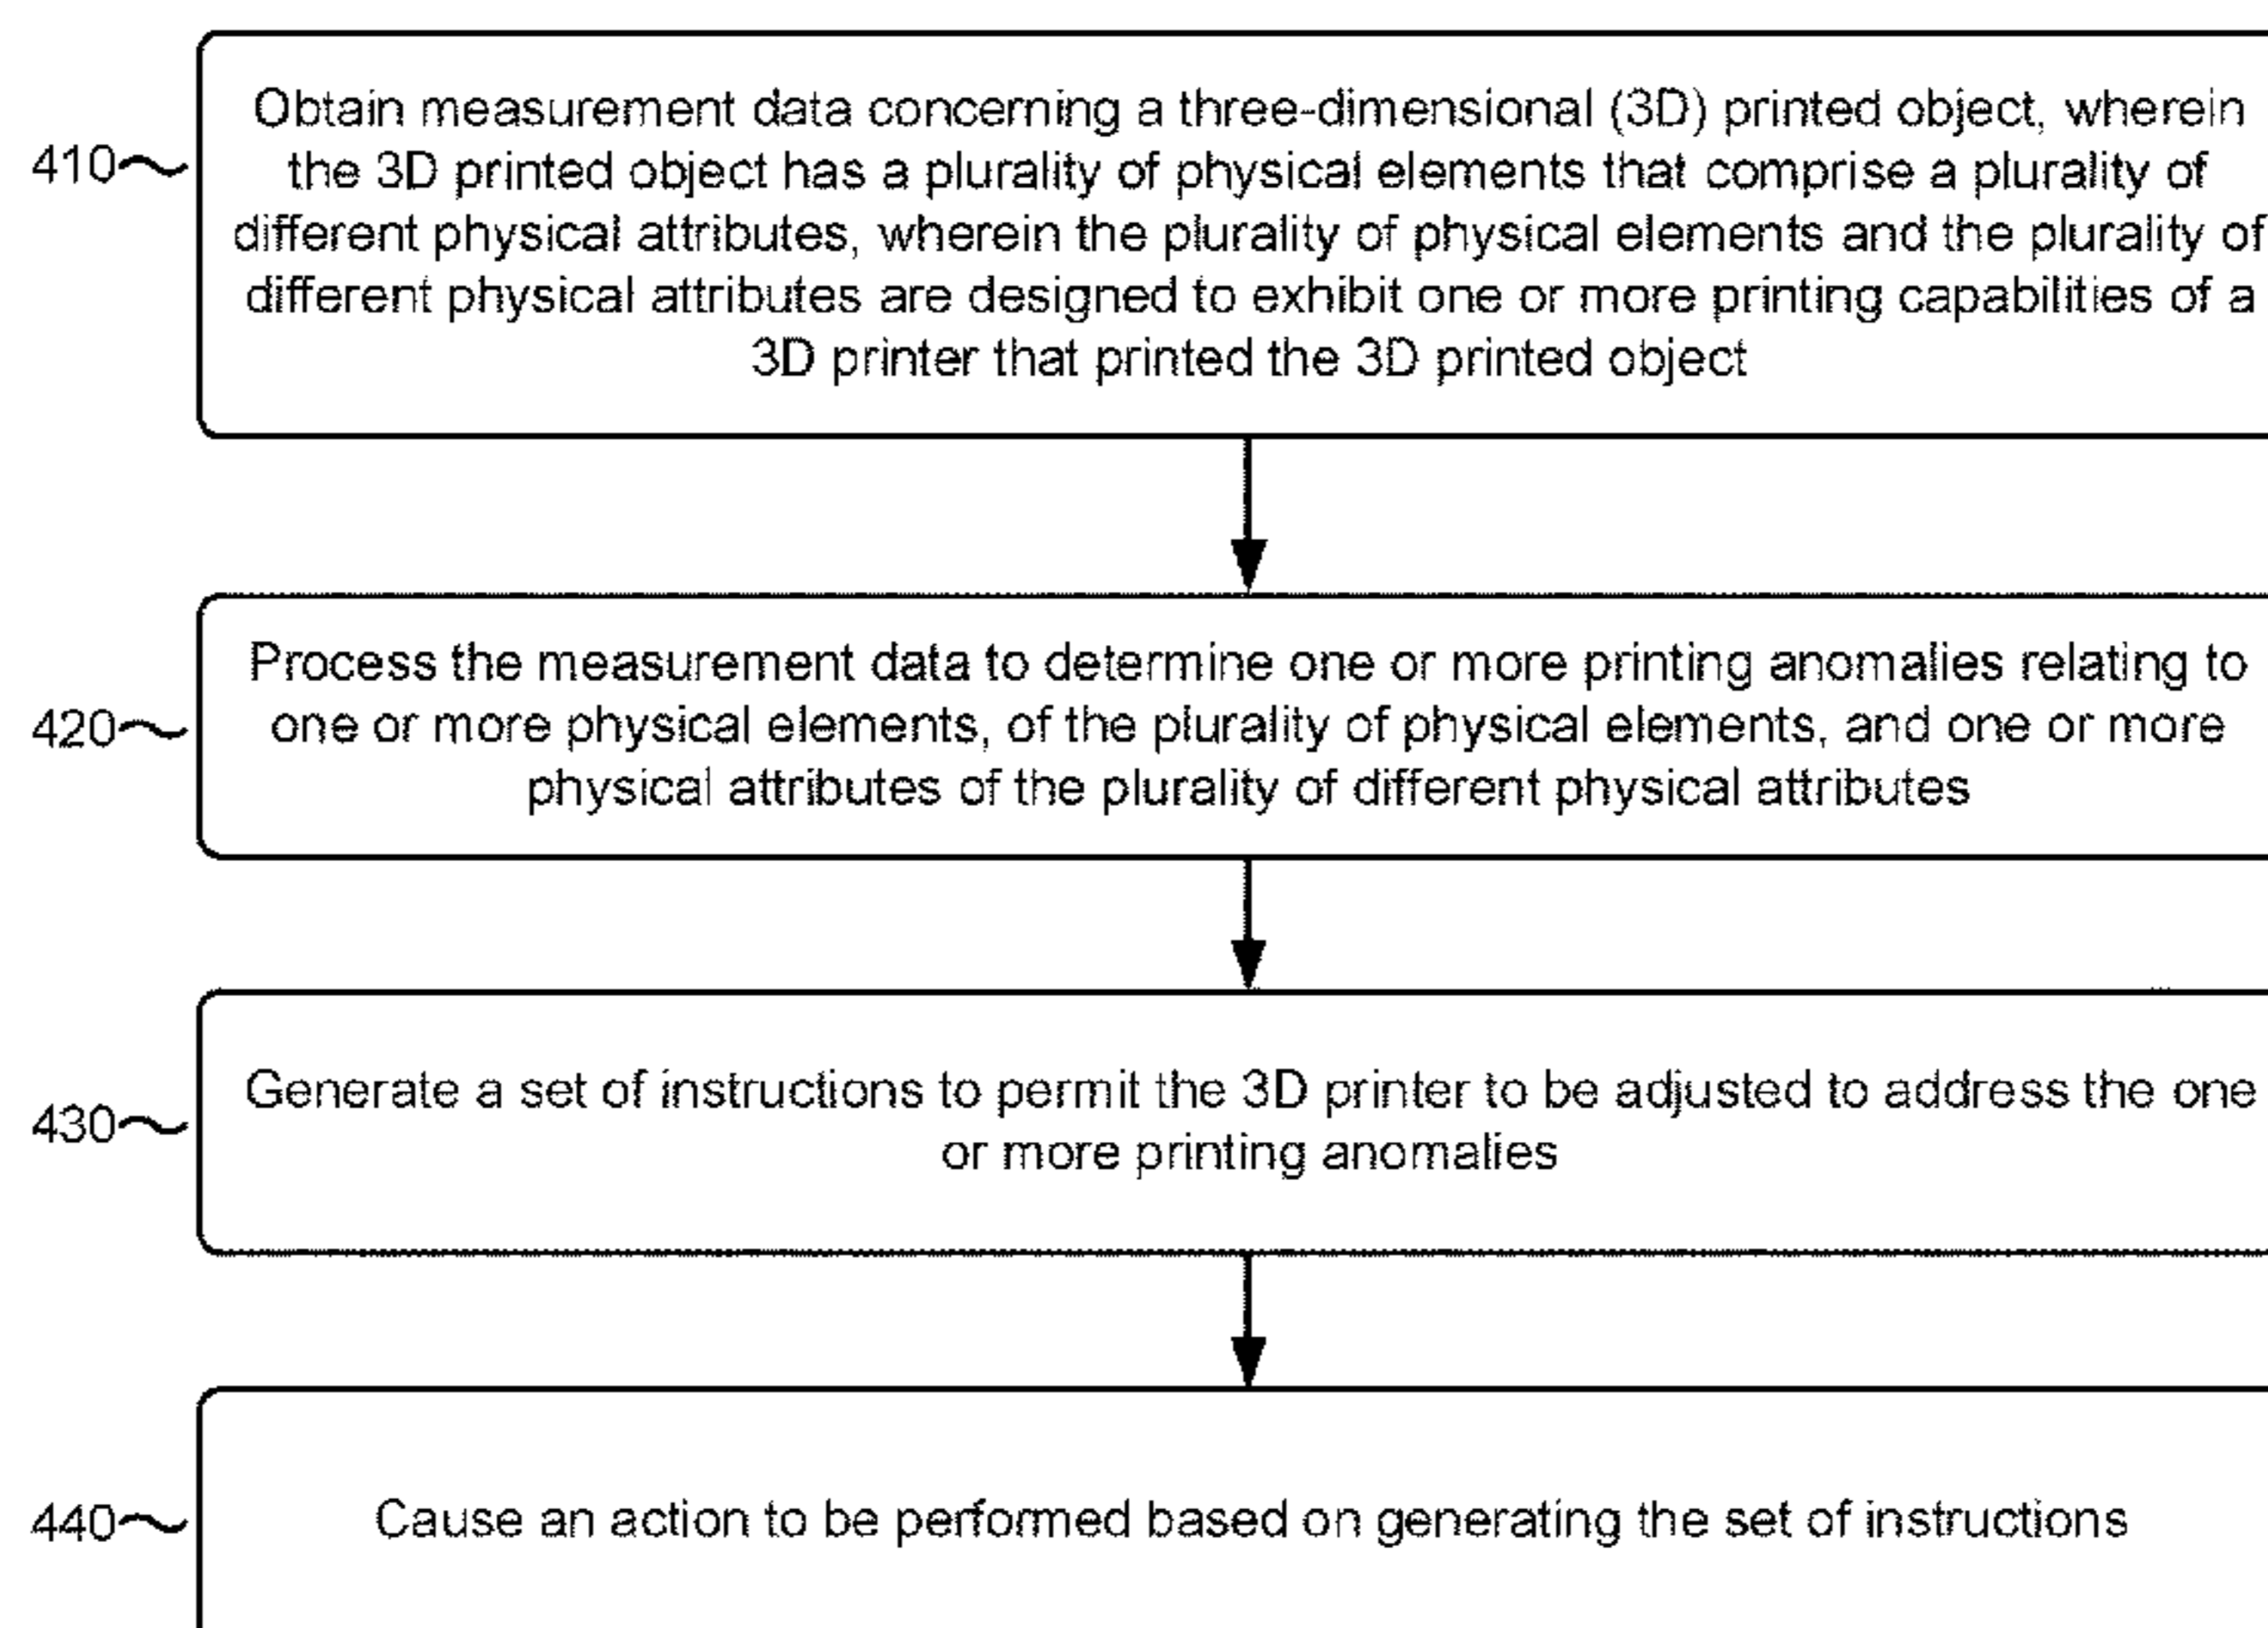 Obtain measurement data concerning a three-dimensional (3D) printed object, wherein
410
the 3D printed object has a plurality of physical elements that comprise a plurality of
different physical attributes, wherein the plurality of physical elements and the plurality of
different physical attributes are designed to exhibit one or more printing capabilities of a
3D printer that printed the 3D printed object
Process the measurement data to determine one or more printing anomalies relating to
420
one or more physical elements, of the plurality of physical elements, and one or more
physical attributes of the plurality of different physical attributes
Generate a set of instructions to permit the 3D printer to be adjusted to address the one
430
or more printing anomalies
440
Cause an action to be performed based on generating the set of instructions